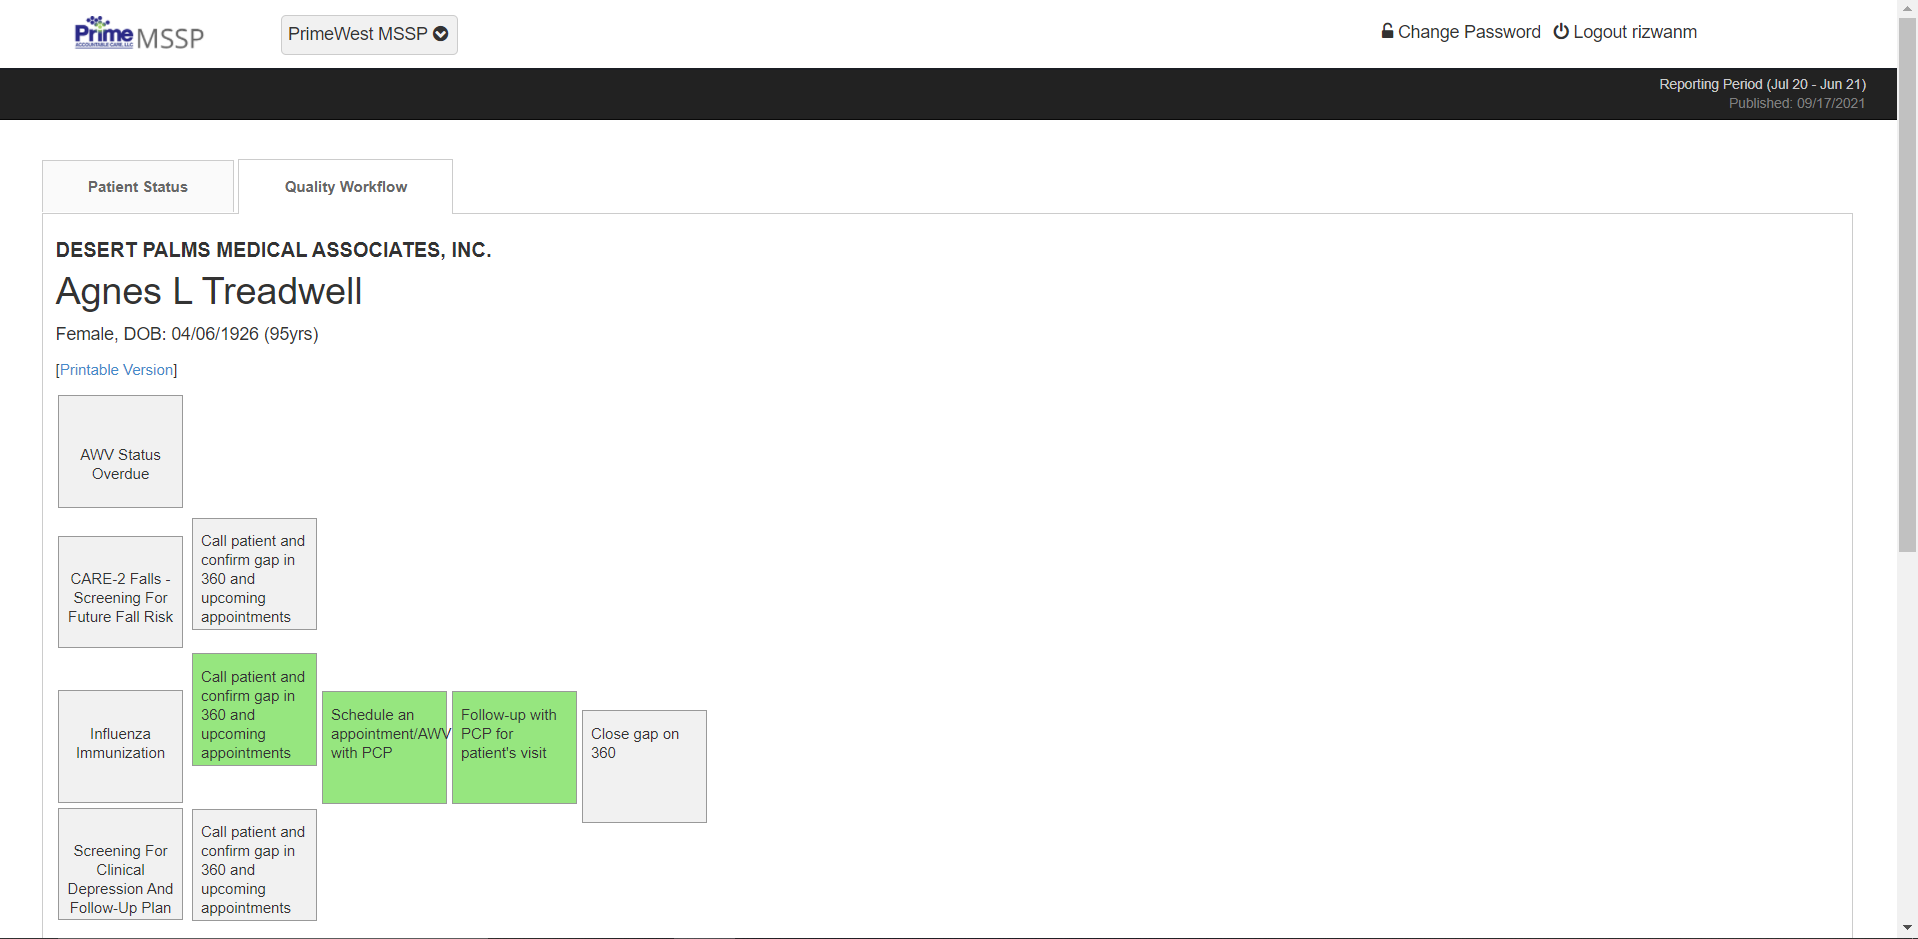 Prime MSSP
ACCOUNTABLE CARE, LLC
PrimeWest MSSP
Change Password
Logout rizwanm
Reporting Period (Jul 20 - Jun 21)
Published: 09/17/2021
Patient Status
Quality Workflow
DESERT PALMS MEDICAL ASSOCIATES, INC.
Agnes L Treadwell
Female, DOB: 04/06/1926 (95yrs)
[Printable Version]
AWV Status
Overdue
CARE-2 Falls -
Screening For
Future Fall Risk
Call patient and
confirm gap in
360 and
upcoming
appointments
Influenza
Immunization
Call patient and
confirm gap in
360 and
upcoming
appointments
Schedule an
appointment/AWV
with PCP
Follow-up with
PCP for
patient's visit
Close gap on
360
Screening For
Clinical
Depression And
Follow-Up Plan
Call patient and
confirm gap in
360 and
upcoming
appointments